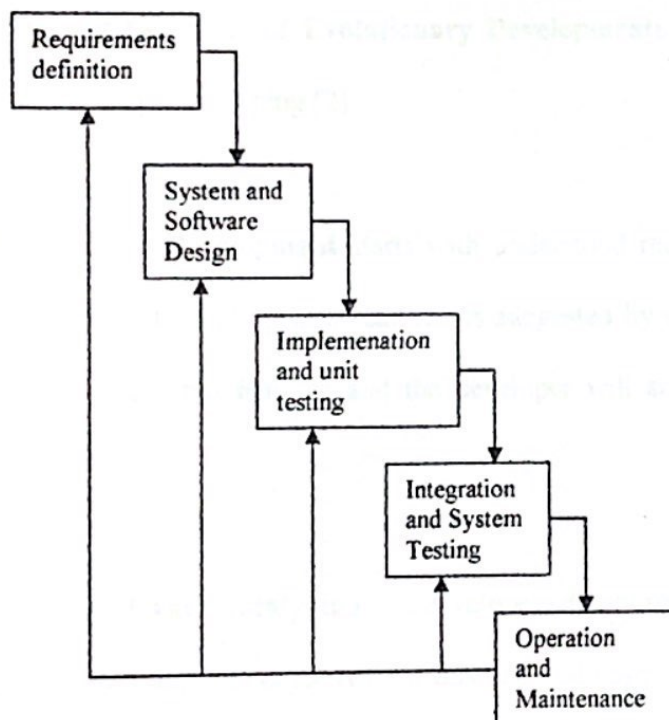 Requirements
definition
System and
Software
Design
Implemenation
and unit
testing
Integration
and System
Testing
Operation
and
Maintenance